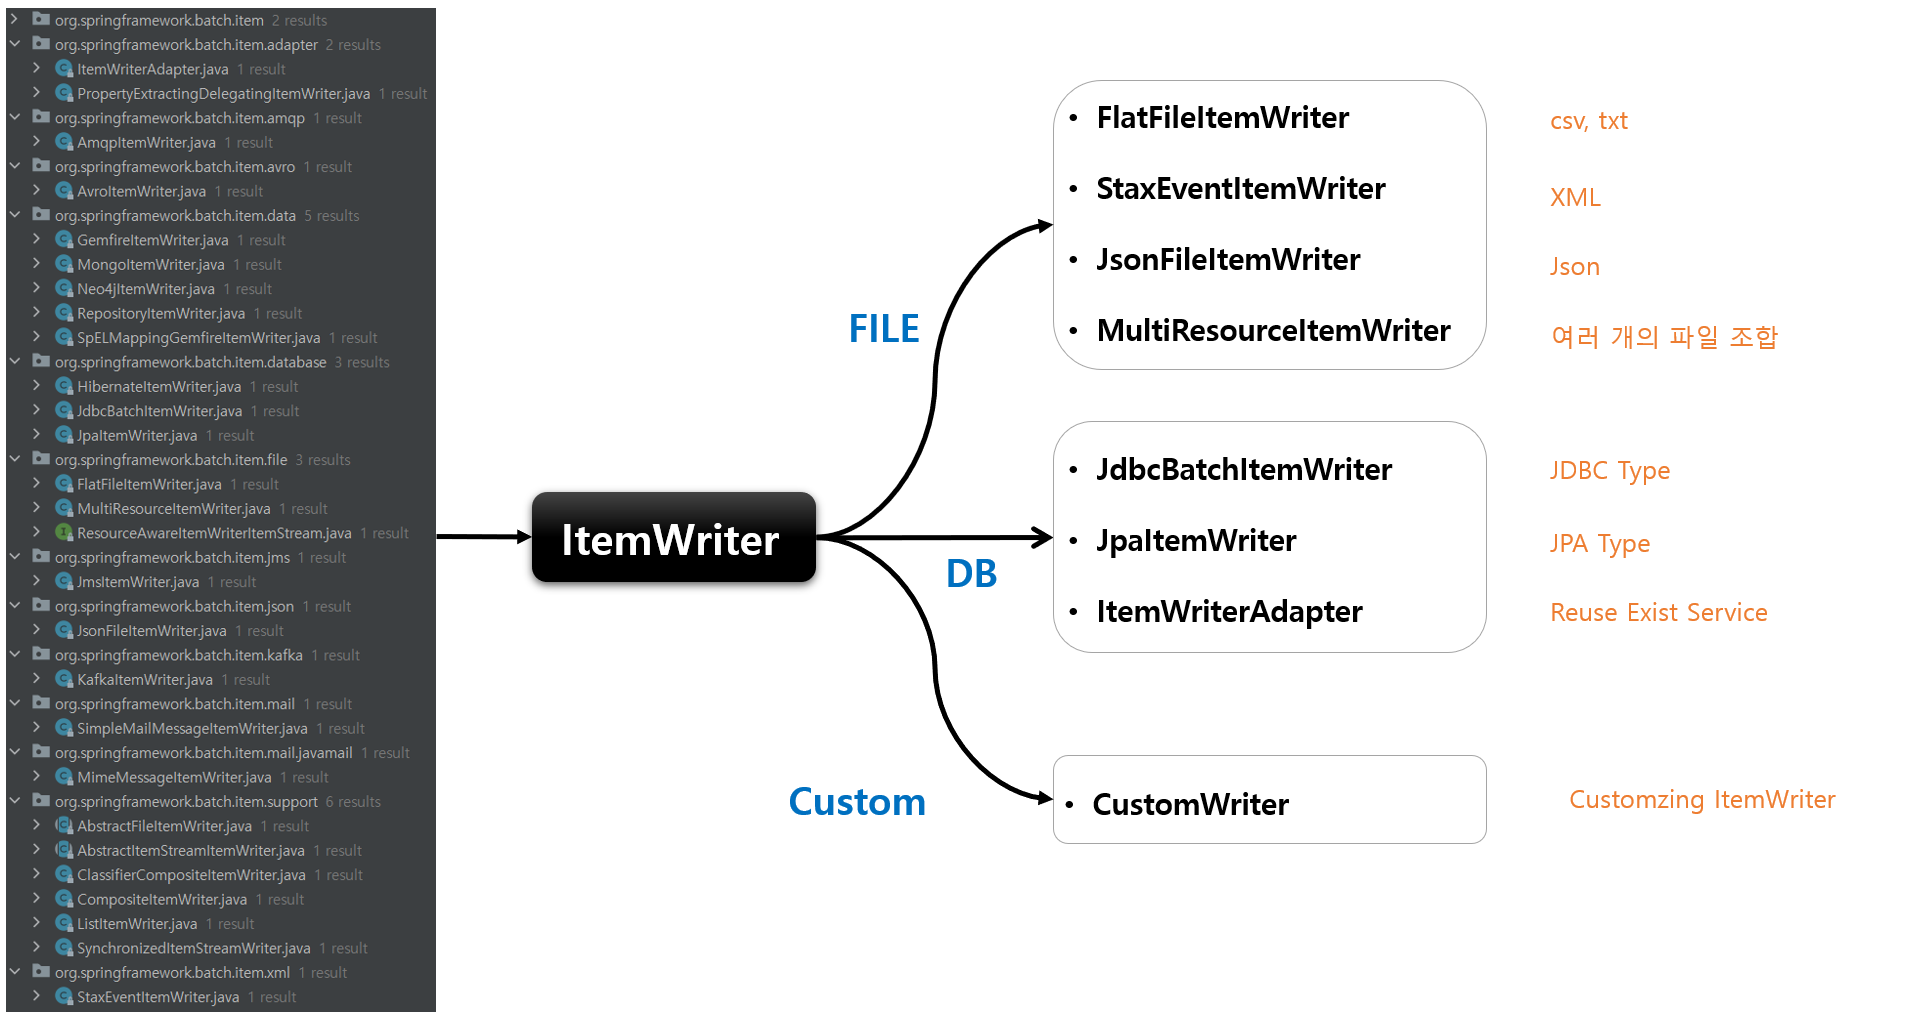 org.springframework.batch.item 2 results
org.springframework.batch.item.adapter 2 results
ItemWriterAdapter.java 1 result
PropertyExtractingDelegatingItemWriter.java 1 result
org.springframework.batch.item.amqp 1 result
AmqpItemWriter.java 1 result
org.springframework.batch.item.avro 1 result
AvroItemWriter.java 1 result
org.springframework.batch.item.data 5 results
GemfireItemWriter.java 1 result
MongoItemWriter.java 1 result
Neo4jItemWriter.java 1 result
RepositoryItemWriter.java 1 result
SpELMappingGemfireItemWriter.java 1 result
org.springframework.batch.item.database 3 results
HibernateItemWriter.java 1 result
JdbcBatchItemWriter.java 1 result
JpaItemWriter.java 1 result
org.springframework.batch.item.file 3 results
FlatFileItemWriter.java 1 result
MultiResourceItemWriter.java 1 result
ResourceAwareItemWriterItemStream.java 1 result
org.springframework.batch.item.jms 1 result
JmsItemWriter.java 1 result
org.springframework.batch.item.json 1 result
JsonFileItemWriter.java 1 result
org.springframework.batch.item.kafka 1 result
KafkaItemWriter.java 1 result
org.springframework.batch.item.mail 1 result
SimpleMailMessageItemWriter.java 1 result
org.springframework.batch.item.mail.javamail 1 result
MimeMessageItemWriter.java 1 result
org.springframework.batch.item.support 6 results
AbstractFileItemWriter.java 1 result
AbstractItemStreamItemWriter.java 1 result
ClassifierCompositeItemWriter.java 1 result
CompositeItemWriter.java 1 result
ListItemWriter.java 1 result
SynchronizedItemStreamWriter.java 1 result
org.springframework.batch.item.xml 1 result
StaxEventItemWriter.java 1 result
ItemWriter
FILE
• FlatFileItemWriter csv, txt
• StaxEventItemWriter XML
• JsonFileItemWriter Json
• MultiResourceItemWriter 여러 개의 파일 조합
DB
• JdbcBatchItemWriter JDBC Type
• JpaItemWriter JPA Type
• ItemWriterAdapter Reuse Exist Service
Custom
• CustomWriter Customzing ItemWriter